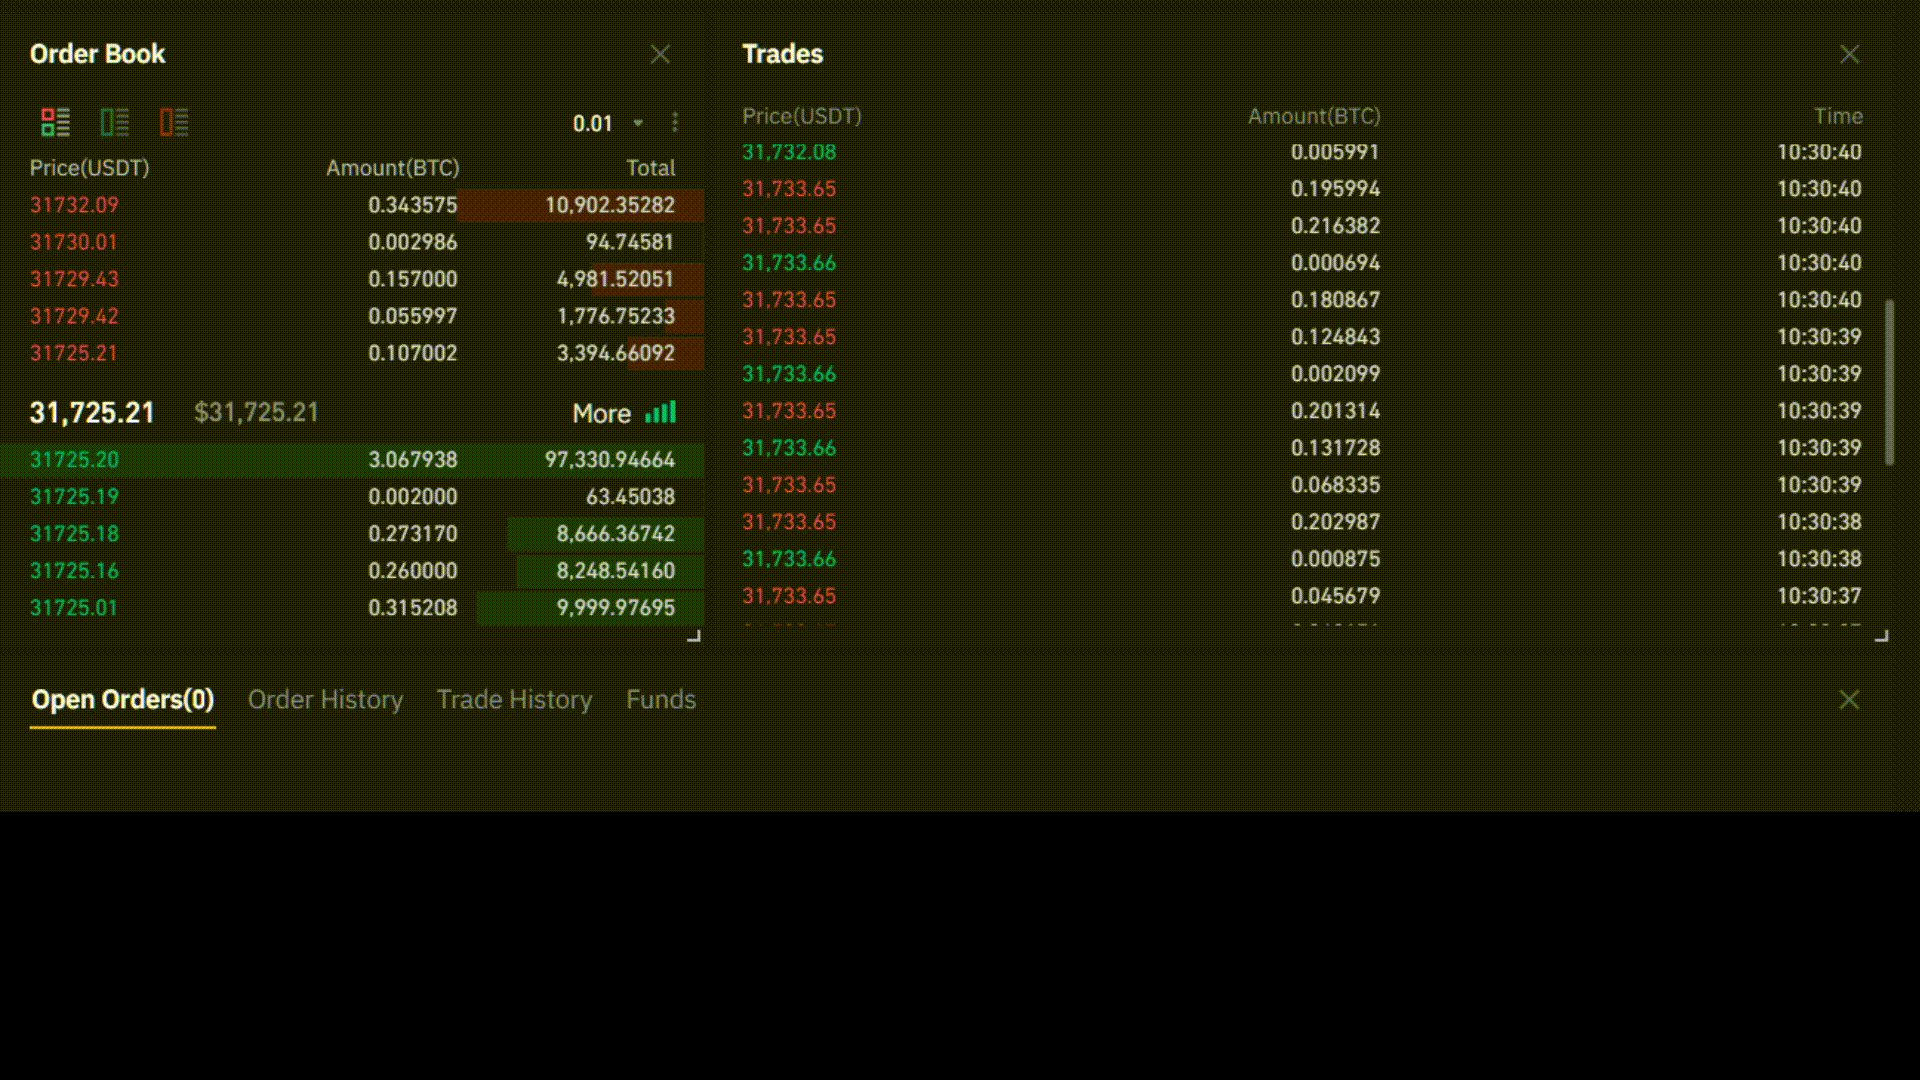 Order Book
0.01
Price(USDT) Amount(BTC) Total
31732.09 0.343575 10,902.35282
31730.01 0.002986 94.74581
31729.43 0.157000 4,981.52051
31729.42 0.055997 1,776.75233
31725.21 0.107002 3,394.66092
31,725.21 $31,725.21 More
31725.20 3.067938 97,330.94664
31725.19 0.002000 63.45038
31725.18 0.273170 8,666.36742
31725.16 0.260000 8,248.54160
31725.01 0.315208 9,999.97695
Trades
Price(USDT) Amount(BTC) Time
31,732.08 0.005991 10:30:40
31,733.65 0.195994 10:30:40
31,733.65 0.216382 10:30:40
31,733.66 0.000694 10:30:40
31,733.65 0.180867 10:30:40
31,733.65 0.124843 10:30:39
31,733.66 0.002099 10:30:39
31,733.65 0.201314 10:30:39
31,733.66 0.131728 10:30:39
31,733.65 0.068335 10:30:39
31,733.65 0.202987 10:30:38
31,733.66 0.000875 10:30:38
31,733.65 0.045679 10:30:37
Open Orders(0) Order History Trade History Funds